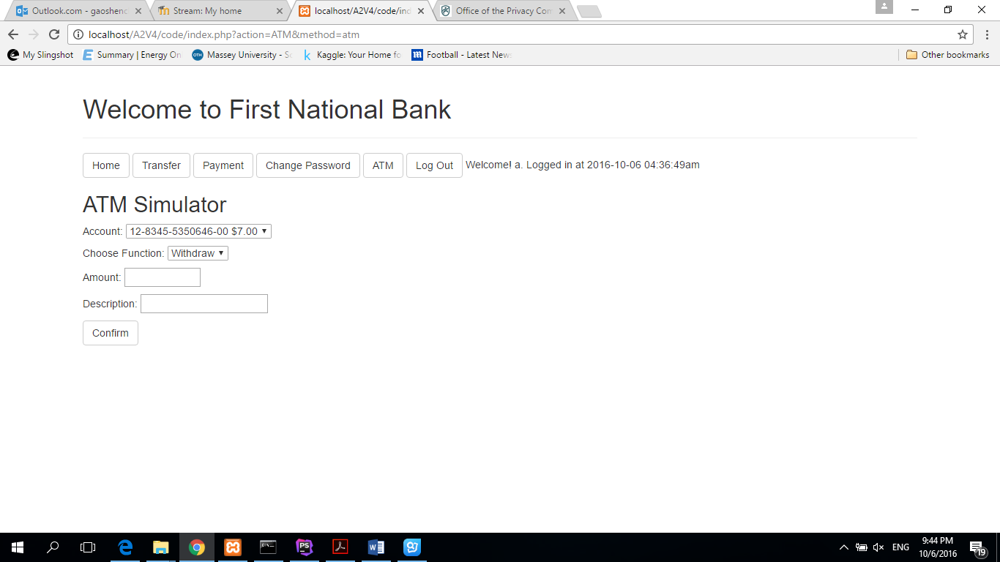 Outlook.com - gaoshenc
Stream: My home
localhost/A2V4/code/ind
Office of the Privacy Com
localhost/A2V4/code/index.php?action=ATM&method=atm
My Slingshot
Summary | Energy On
Massey University - Sc
Kaggle: Your Home fo
Football - Latest News
Other bookmarks
Welcome to First National Bank
Home Transfer Payment Change Password ATM Log Out Welcome! a. Logged in at 2016-10-06 04:36:49am
ATM Simulator
Account: 12-8345-5350646-00 $7.00
Choose Function: Withdraw
Amount:
Description:
Confirm
ENG
9:44 PM
10/6/2016
19